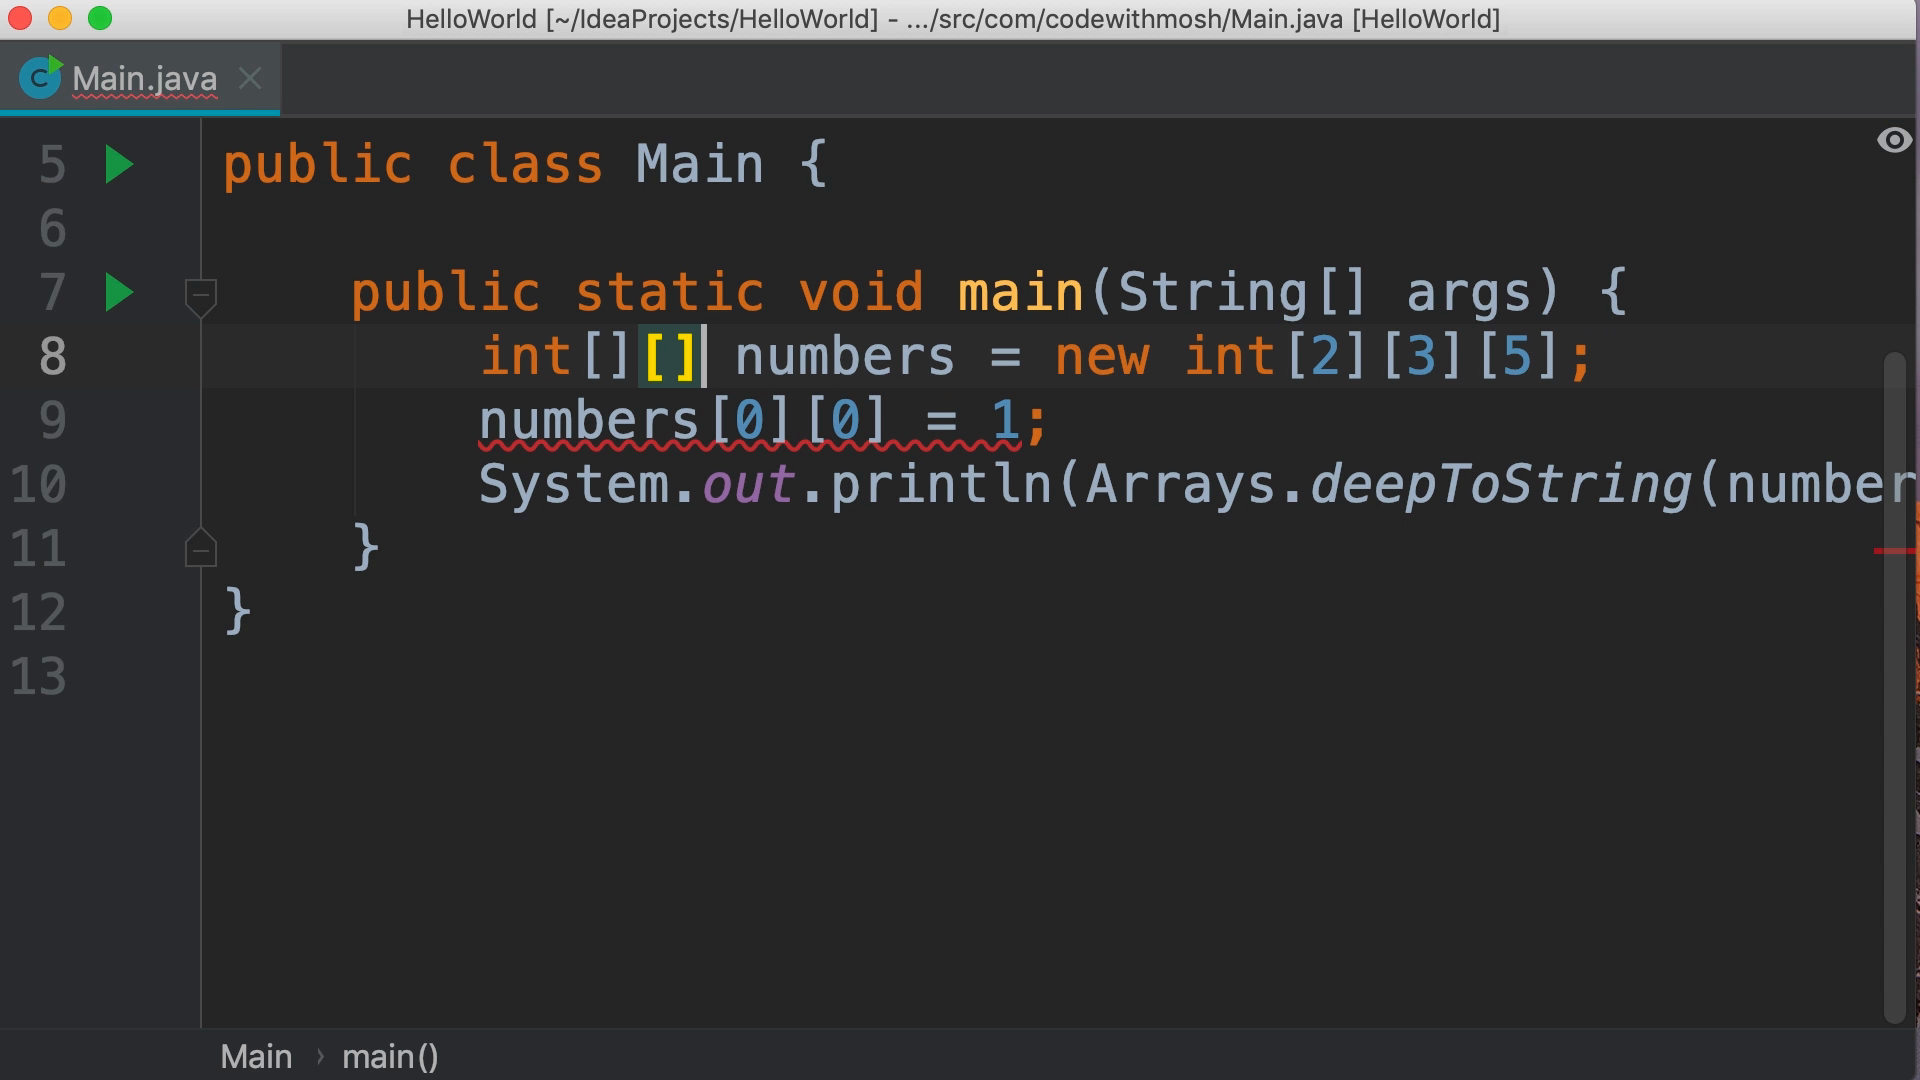 HelloWorld [~/IdeaProjects/HelloWorld] - .../src/com/codewithmosh/Main.java [HelloWorld]
C Main.java
5 public class Main {
6
7 public static void main(String[] args) {
8 int[][] numbers = new int[2][3][5];
9 numbers[0][0] = 1;
10 System.out.println(Arrays.deepToString(number
11 }
12 }
13
Main › main()